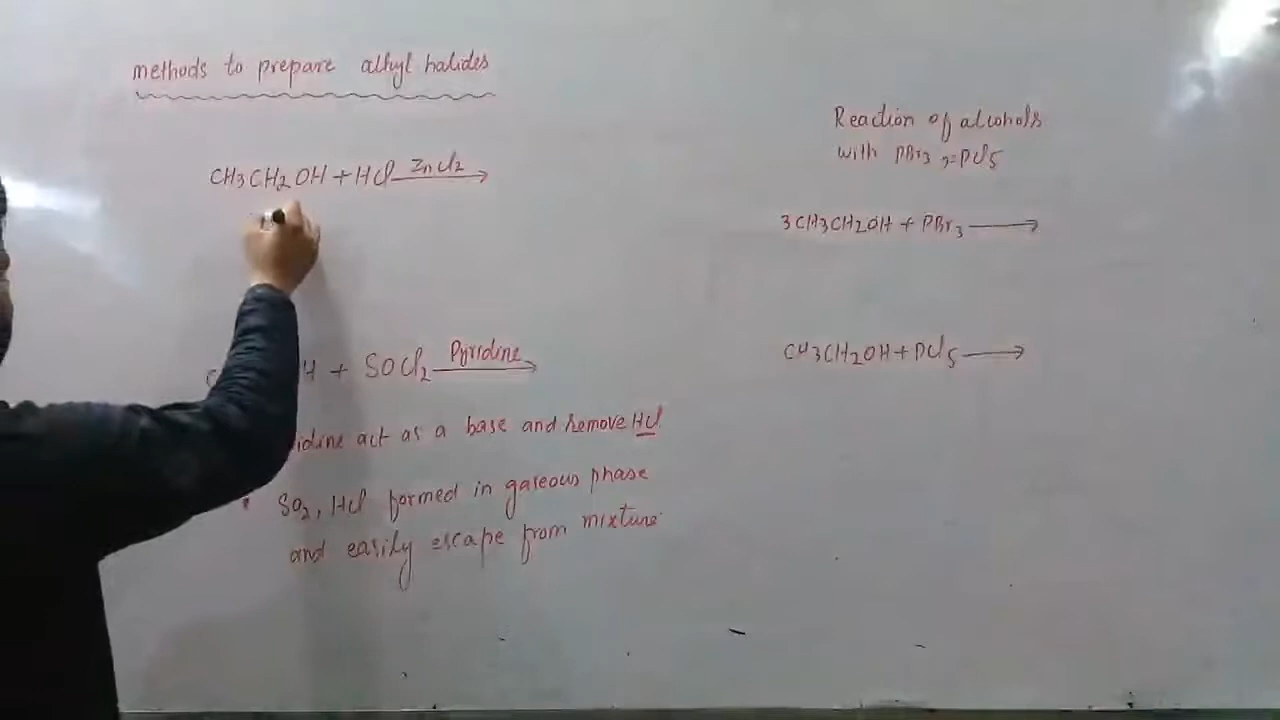 methods to prepare alkyl halides
CH3CH2OH + HCl ZnCl2
H + SOCl2 Pyridine
idine act as a base and remove HCl
SO2, HCl formed in gaseous phase
and easily escape from mixture
Reaction of alcohols
with PBr3 , PCl5
3CH3CH2OH + PBr3
CH3CH2OH + PCl5